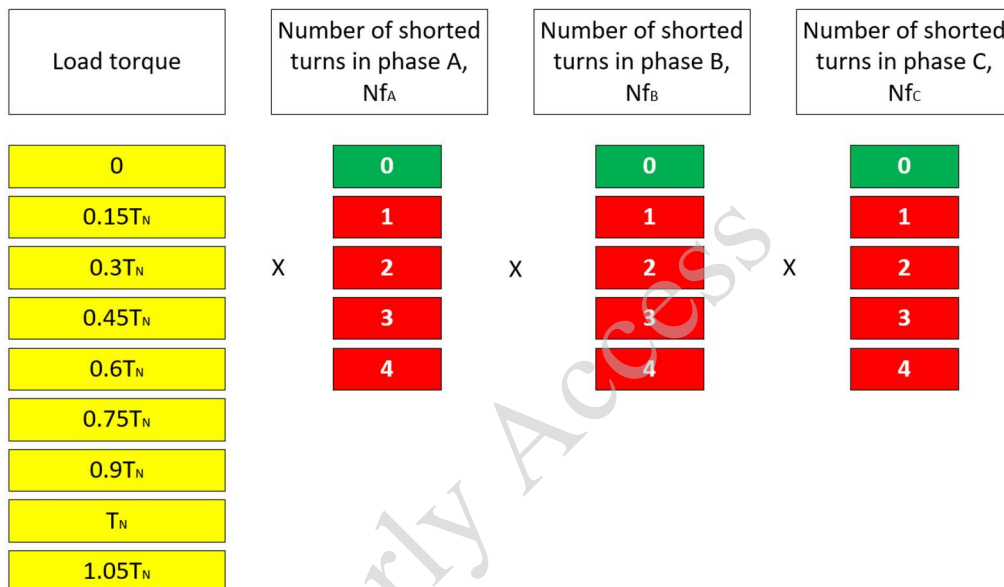 Load torque
Number of shorted
turns in phase A,
NfA
Number of shorted
turns in phase B,
NfB
Number of shorted
turns in phase C,
NfC
0
0
0
0
0.15TN
1
1
1
0.3TN
X
2
X
2
X
2
0.45TN
3
3
3
0.6TN
4
4
4
0.75TN
0.9TN
TN
1.05TN
rly Access